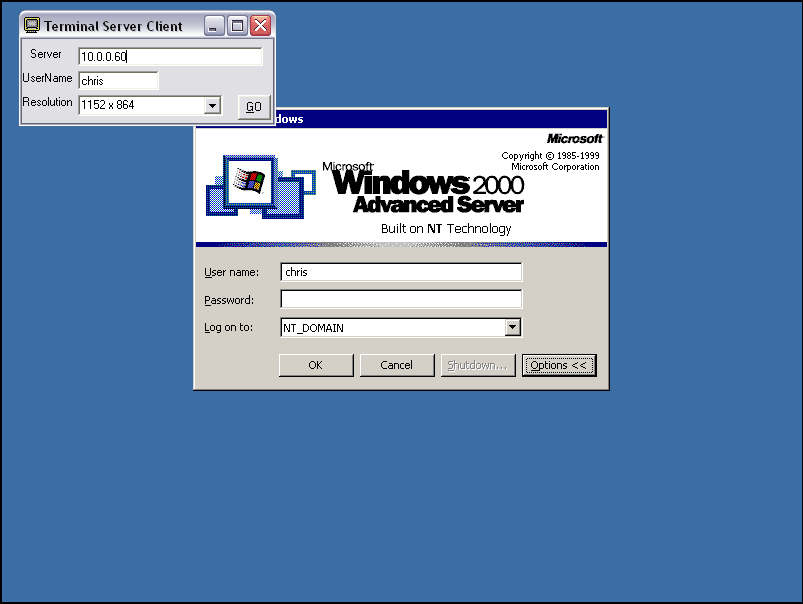 Terminal Server Client
Server
10.0.0.60
UserName
chris
Resolution
1152 x 864
GO
dows
Microsoft
Copyright © 1985-1999
Microsoft Corporation
Microsoft
Windows 2000
Advanced Server
Built on NT Technology
User name:
chris
Password:
Log on to:
NT_DOMAIN
OK
Cancel
Shutdown...
Options <<